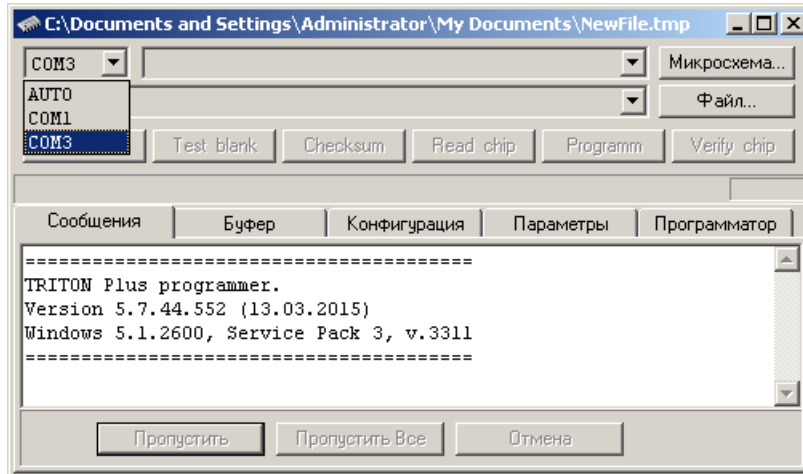 C:\Documents and Settings\Administrator\My Documents\NewFile.tmp
COM3
Микросхема...
AUTO
COM1
COM3
Файл...
Test blank
Checksum
Read chip
Programm
Verify chip
Сообщения
Буфер
Конфигурация
Параметры
Программатор
=========================================
TRITON Plus programmer.
Version 5.7.44.552 (13.03.2015)
Windows 5.1.2600, Service Pack 3, v.3311
=========================================
Пропустить
Пропустить Все
Отмена